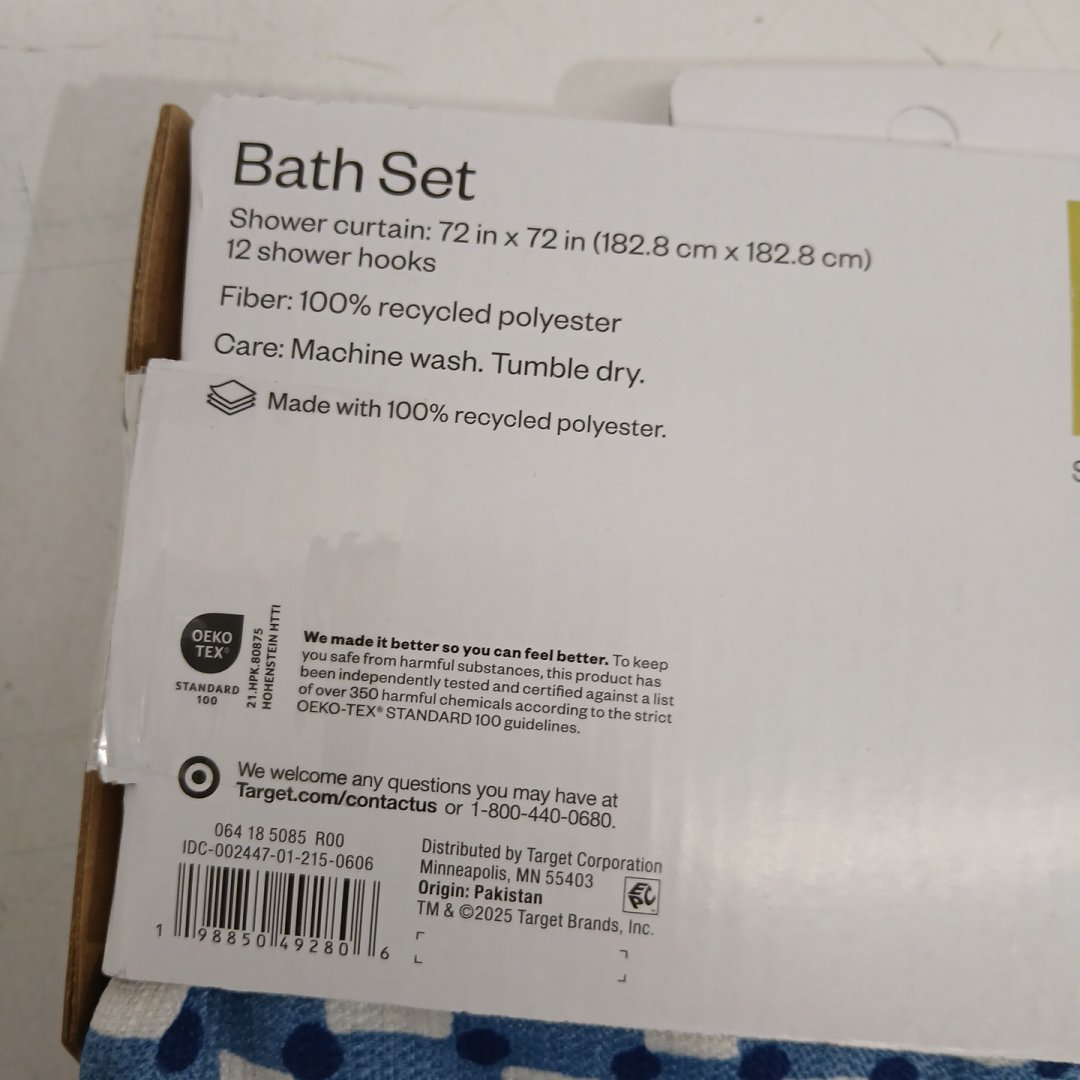 Bath Set
Shower curtain: 72 in x 72 in (182.8 cm x 182.8 cm)
12 shower hooks
Fiber: 100% recycled polyester
Care: Machine wash. Tumble dry.
Made with 100% recycled polyester.
OEKO
TEX®
STANDARD
100
21.HPK.80875
HOHENSTEIN HTTI
We made it better so you can feel better. To keep
you safe from harmful substances, this product has
been independently tested and certified against a list
of over 350 harmful chemicals according to the strict
OEKO-TEX® STANDARD 100 guidelines.
We welcome any questions you may have at
Target.com/contactus or 1-800-440-0680.
064 18 5085 R00
IDC-002447-01-215-0606
1 98850 49280 6
Distributed by Target Corporation
Minneapolis, MN 55403
Origin: Pakistan
TM & ©2025 Target Brands, Inc.